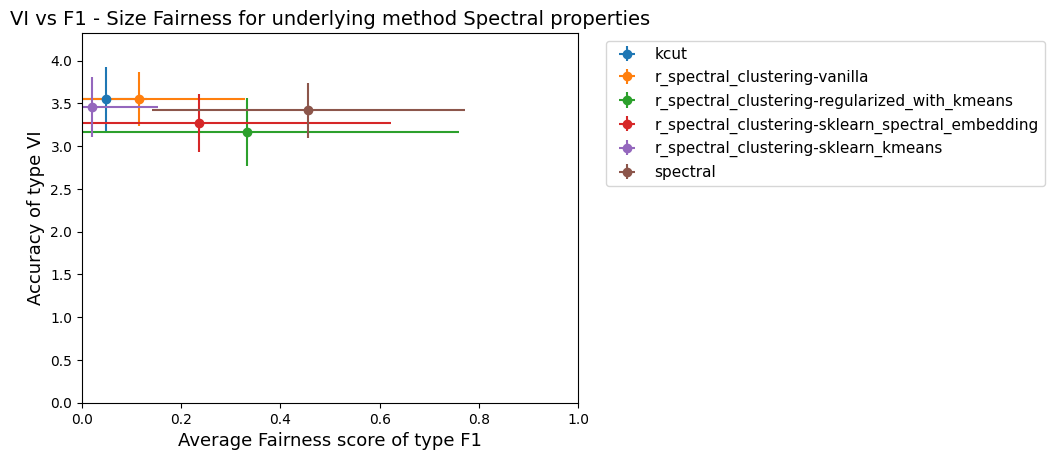 VI vs F1 - Size Fairness for underlying method Spectral properties
Accuracy of type VI
4.0
3.5
3.0
2.5
2.0
1.5
1.0
0.5
0.0
0.0 0.2 0.4 0.6 0.8 1.0
Average Fairness score of type F1
kcut
r_spectral_clustering-vanilla
r_spectral_clustering-regularized_with_kmeans
r_spectral_clustering-sklearn_spectral_embedding
r_spectral_clustering-sklearn_kmeans
spectral